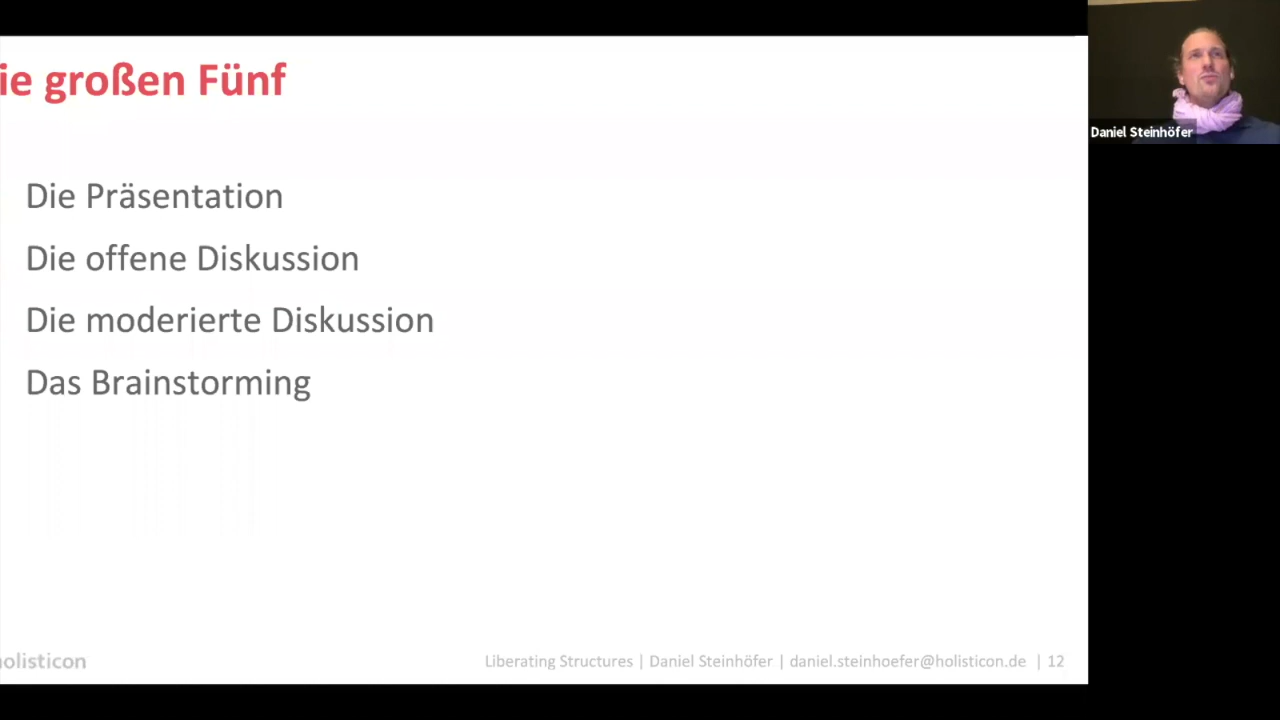 ie großen Fünf
Die Präsentation
Die offene Diskussion
Die moderierte Diskussion
Das Brainstorming
olisticon
Liberating Structures | Daniel Steinhöfer | daniel.steinhoefer@holisticon.de | 12
Daniel Steinhöfer